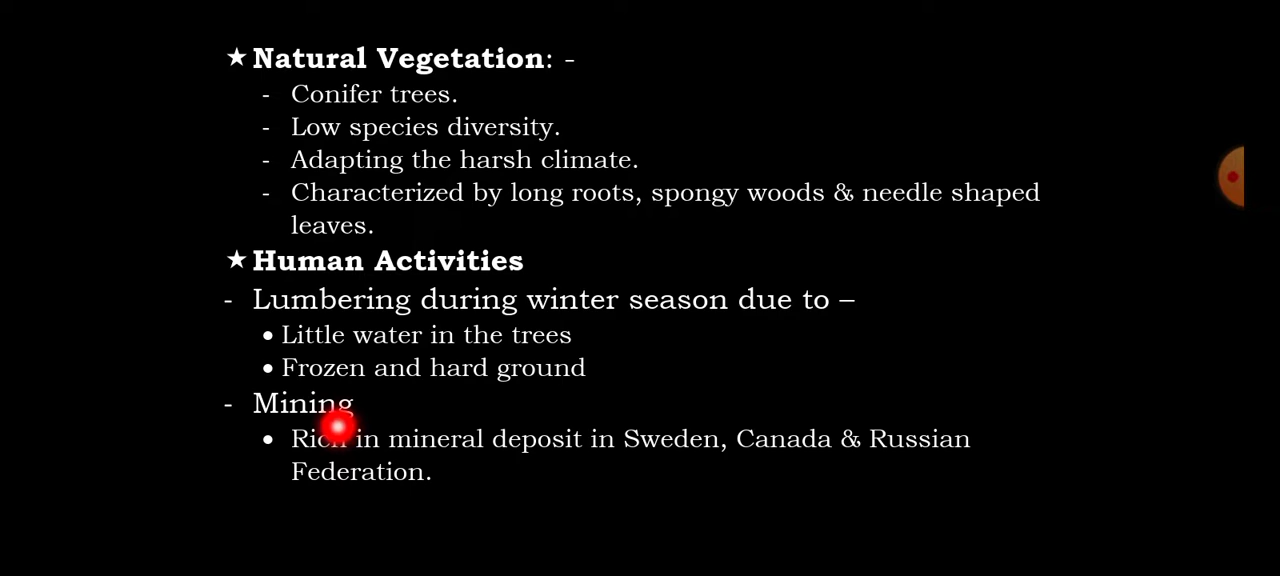 ★ Natural Vegetation: -
- Conifer trees.
- Low species diversity.
- Adapting the harsh climate.
- Characterized by long roots, spongy woods & needle shaped
leaves.
★ Human Activities
- Lumbering during winter season due to –
• Little water in the trees
• Frozen and hard ground
- Mining
• Rich in mineral deposit in Sweden, Canada & Russian
Federation.